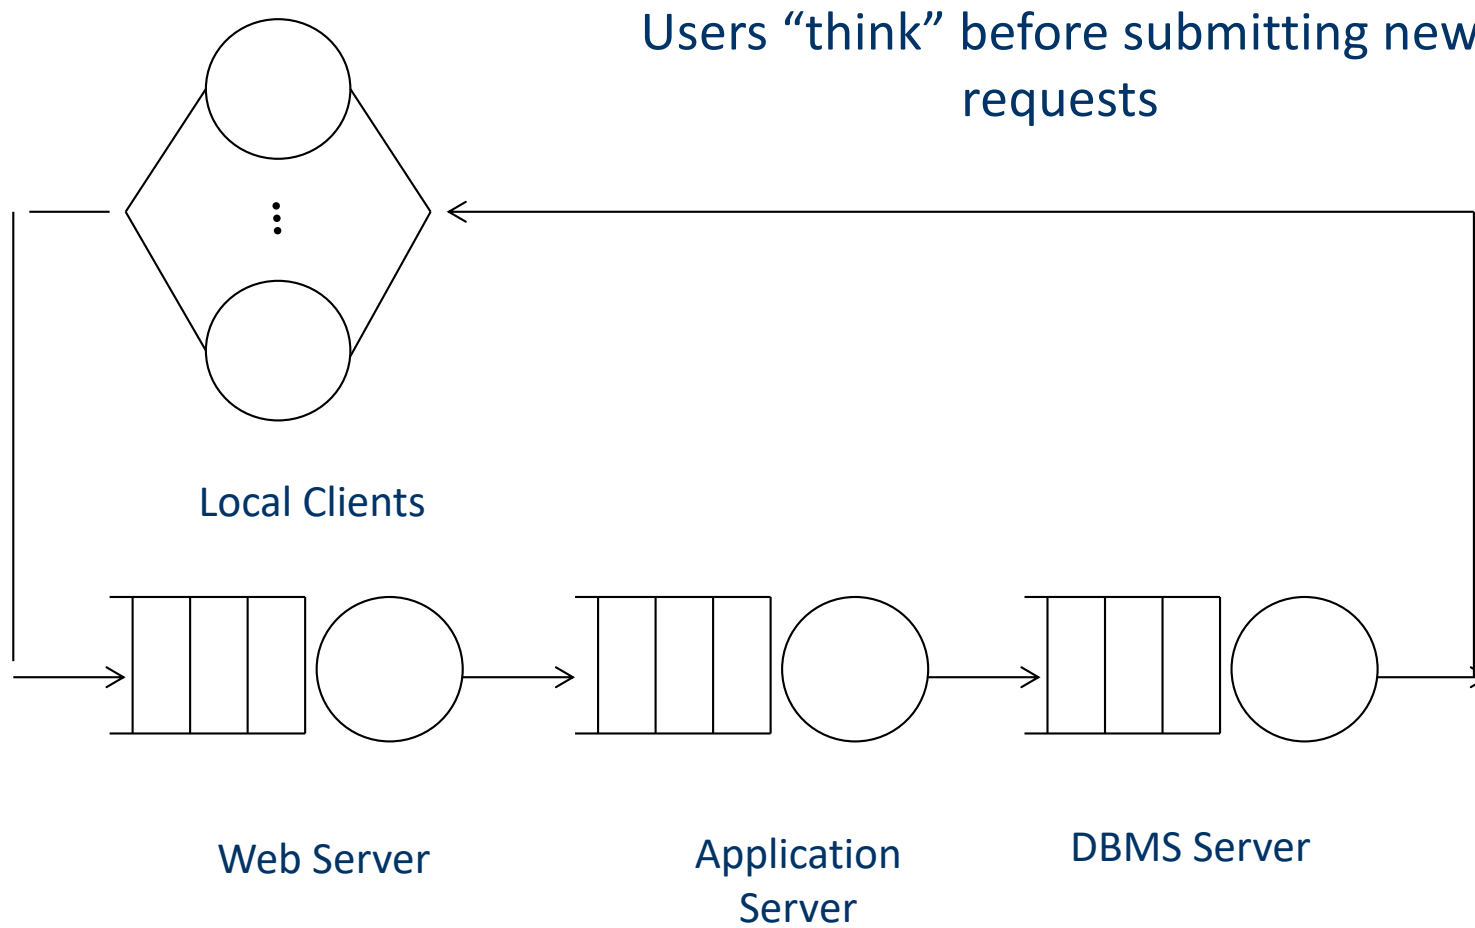 Users “think” before submitting new
requests
Local Clients
Web Server
Application
Server
DBMS Server